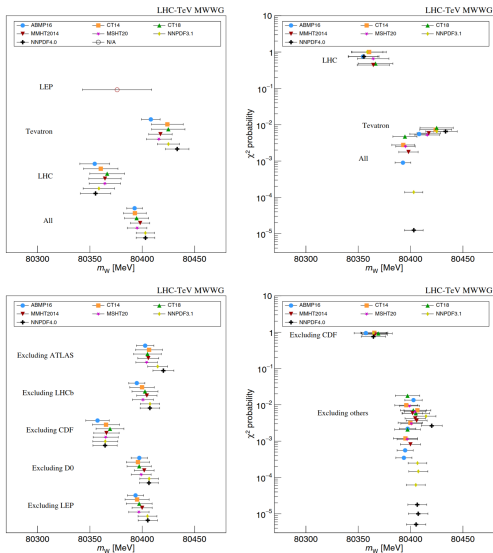 LHC-TeV MWWG
ABMP16 CT14 CT18
MMHT2014 MSHT20 NNPDF3.1
NNPDF4.0 N/A
LEP
Tevatron
LHC
All
80300 80350 80400 80450
m_W [MeV]
LHC-TeV MWWG
ABMP16 CT14 CT18
MMHT2014 MSHT20 NNPDF3.1
NNPDF4.0
χ² probability
1
10⁻¹
10⁻²
10⁻³
10⁻⁴
10⁻⁵
LHC
Tevatron
All
80300 80350 80400 80450
m_W [MeV]
LHC-TeV MWWG
ABMP16 CT14 CT18
MMHT2014 MSHT20 NNPDF3.1
NNPDF4.0
Excluding ATLAS
Excluding LHCb
Excluding CDF
Excluding D0
Excluding LEP
80300 80350 80400 80450
m_W [MeV]
LHC-TeV MWWG
ABMP16 CT14 CT18
MMHT2014 MSHT20 NNPDF3.1
NNPDF4.0
χ² probability
1
10⁻¹
10⁻²
10⁻³
10⁻⁴
10⁻⁵
Excluding CDF
Excluding others
80300 80350 80400 80450
m_W [MeV]